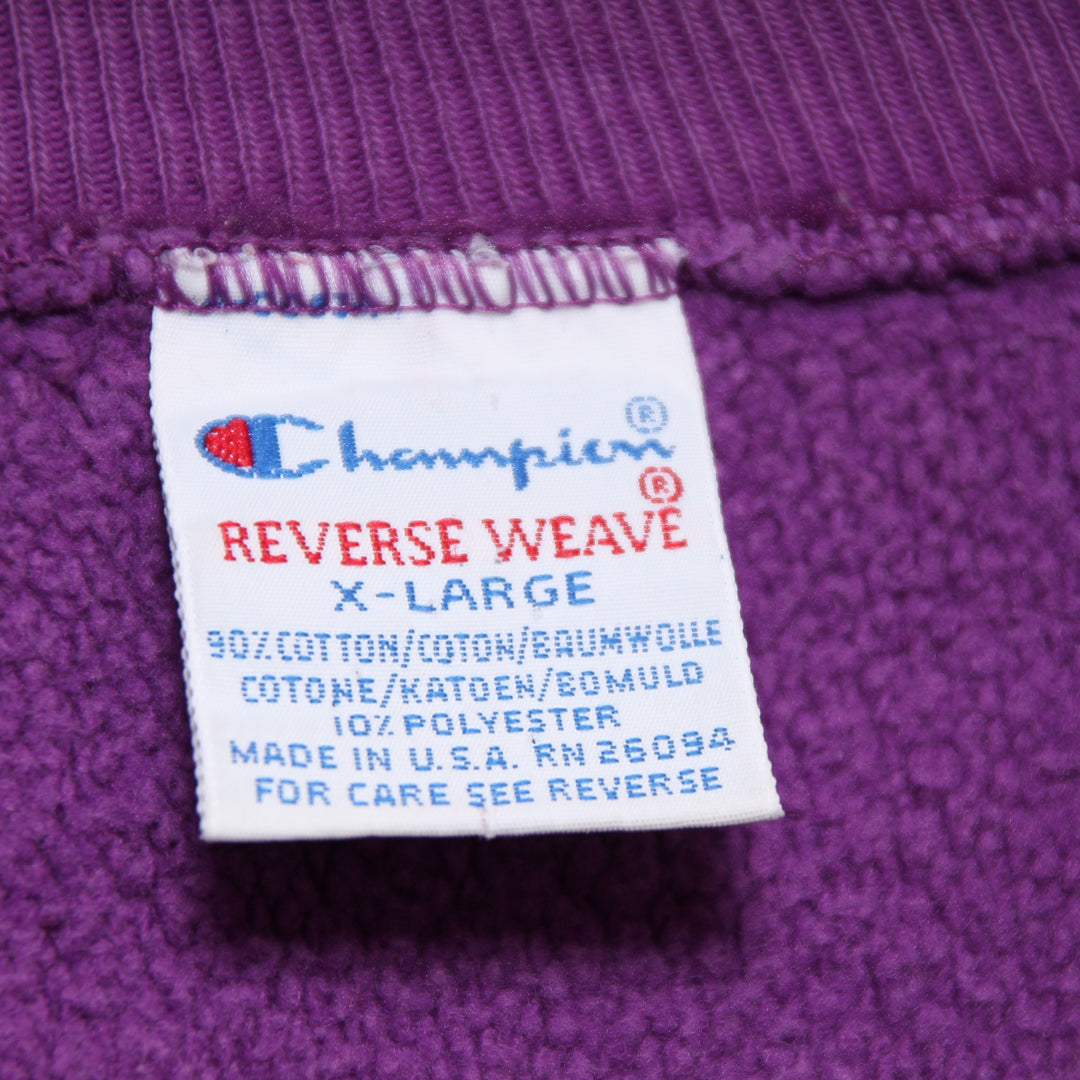 Champion ®
REVERSE WEAVE ®
X-LARGE
90% COTTON/COTON/BAUMWOLLE
COTONE/KATOEN/BOMULD
10% POLYESTER
MADE IN U.S.A. RN 26094
FOR CARE SEE REVERSE